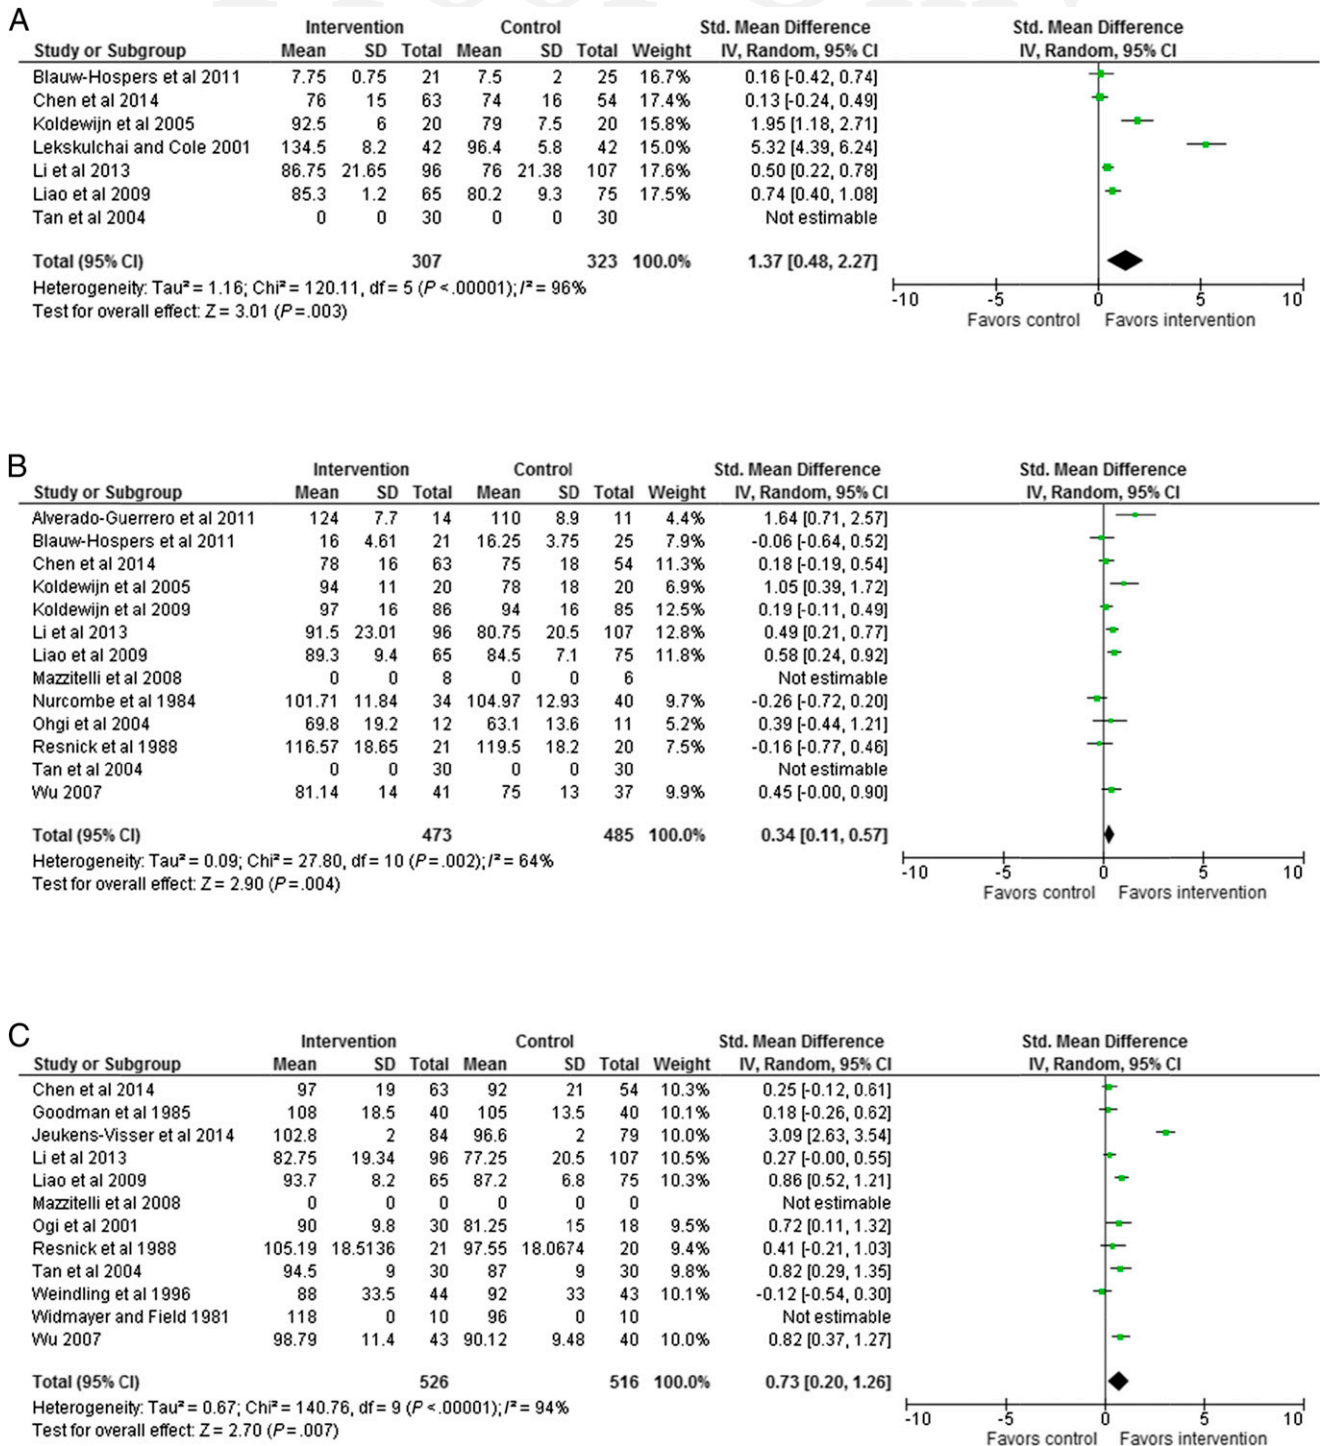 A
Intervention Control Std. Mean Difference Std. Mean Difference
Study or Subgroup Mean SD Total Mean SD Total Weight IV, Random, 95% CI IV, Random, 95% CI
Blauw-Hospers et al 2011 7.75 0.75 21 7.5 2 25 16.7% 0.16 [-0.42, 0.74]
Chen et al 2014 76 15 63 74 16 54 17.4% 0.13 [-0.24, 0.49]
Koldewijn et al 2005 92.5 6 20 79 7.5 20 15.8% 1.95 [1.18, 2.71]
Lekskulchai and Cole 2001 134.5 8.2 42 96.4 5.8 42 15.0% 5.32 [4.39, 6.24]
Li et al 2013 86.75 21.65 96 76 21.38 107 17.6% 0.50 [0.22, 0.78]
Liao et al 2009 85.3 1.2 65 80.2 9.3 75 17.5% 0.74 [0.40, 1.08]
Tan et al 2004 0 0 30 0 0 30 Not estimable
Total (95% CI) 307 323 100.0% 1.37 [0.48, 2.27]
Heterogeneity: Tau² = 1.16; Chi² = 120.11, df = 5 (P <.00001); I² = 96%
Test for overall effect: Z = 3.01 (P =.003)
-10 -5 0 5 10
Favors control Favors intervention
B
Intervention Control Std. Mean Difference Std. Mean Difference
Study or Subgroup Mean SD Total Mean SD Total Weight IV, Random, 95% CI IV, Random, 95% CI
Alverado-Guerrero et al 2011 124 7.7 14 110 8.9 11 4.4% 1.64 [0.71, 2.57]
Blauw-Hospers et al 2011 16 4.61 21 16.25 3.75 25 7.9% -0.06 [-0.64, 0.52]
Chen et al 2014 78 16 63 75 18 54 11.3% 0.18 [-0.19, 0.54]
Koldewijn et al 2005 94 11 20 78 18 20 6.9% 1.05 [0.39, 1.72]
Koldewijn et al 2009 97 16 86 94 16 85 12.5% 0.19 [-0.11, 0.49]
Li et al 2013 91.5 23.01 96 80.75 20.5 107 12.8% 0.49 [0.21, 0.77]
Liao et al 2009 89.3 9.4 65 84.5 7.1 75 11.8% 0.58 [0.24, 0.92]
Mazzitelli et al 2008 0 0 8 0 0 6 Not estimable
Nurcombe et al 1984 101.71 11.84 34 104.97 12.93 40 9.7% -0.26 [-0.72, 0.20]
Ohgi et al 2004 69.8 19.2 12 63.1 13.6 11 5.2% 0.39 [-0.44, 1.21]
Resnick et al 1988 116.57 18.65 21 119.5 18.2 20 7.5% -0.16 [-0.77, 0.46]
Tan et al 2004 0 0 30 0 0 30 Not estimable
Wu 2007 81.14 14 41 75 13 37 9.9% 0.45 [-0.00, 0.90]
Total (95% CI) 473 485 100.0% 0.34 [0.11, 0.57]
Heterogeneity: Tau² = 0.09; Chi² = 27.80, df = 10 (P =.002); I² = 64%
Test for overall effect: Z = 2.90 (P =.004)
-10 -5 0 5 10
Favors control Favors intervention
C
Intervention Control Std. Mean Difference Std. Mean Difference
Study or Subgroup Mean SD Total Mean SD Total Weight IV, Random, 95% CI IV, Random, 95% CI
Chen et al 2014 97 19 63 92 21 54 10.3% 0.25 [-0.12, 0.61]
Goodman et al 1985 108 18.5 40 105 13.5 40 10.1% 0.18 [-0.26, 0.62]
Jeukens-Visser et al 2014 102.8 2 84 96.6 2 79 10.0% 3.09 [2.63, 3.54]
Li et al 2013 82.75 19.34 96 77.25 20.5 107 10.5% 0.27 [-0.00, 0.55]
Liao et al 2009 93.7 8.2 65 87.2 6.8 75 10.3% 0.86 [0.52, 1.21]
Mazzitelli et al 2008 0 0 0 0 0 0 Not estimable
Ogi et al 2001 90 9.8 30 81.25 15 18 9.5% 0.72 [0.11, 1.32]
Resnick et al 1988 105.19 18.5136 21 97.55 18.0674 20 9.4% 0.41 [-0.21, 1.03]
Tan et al 2004 94.5 9 30 87 9 30 9.8% 0.82 [0.29, 1.35]
Weindling et al 1996 88 33.5 44 92 33 43 10.1% -0.12 [-0.54, 0.30]
Widmayer and Field 1981 118 0 10 96 0 10 Not estimable
Wu 2007 98.79 11.4 43 90.12 9.48 40 10.0% 0.82 [0.37, 1.27]
Total (95% CI) 526 516 100.0% 0.73 [0.20, 1.26]
Heterogeneity: Tau² = 0.67; Chi² = 140.76, df = 9 (P <.00001); I² = 94%
Test for overall effect: Z = 2.70 (P =.007)
-10 -5 0 5 10
Favors control Favors intervention